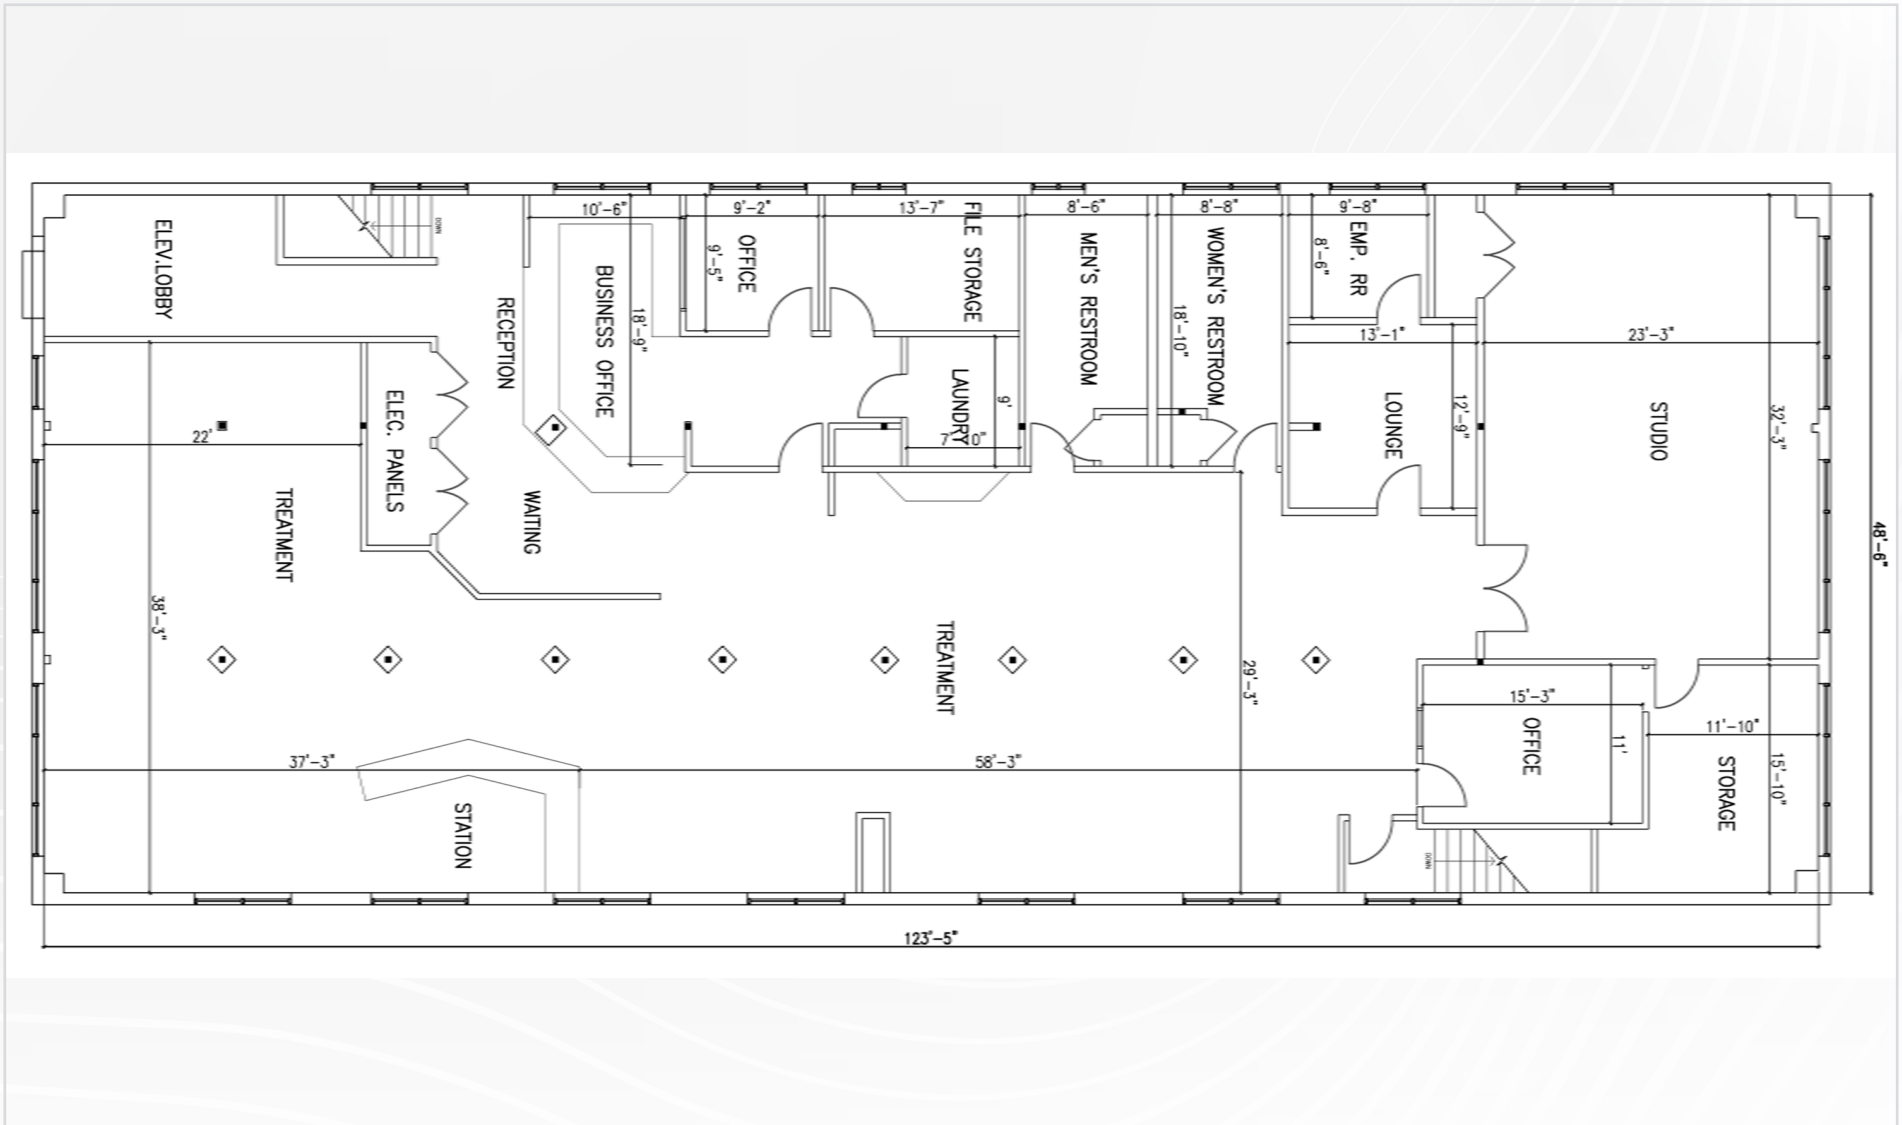 10'-6"
9'-2"
13'-7"
8'-6"
8'-8"
9'-8"
ELEV.LOBBY
DOWN
RECEPTION
BUSINESS OFFICE
18'-9"
9'-5"
OFFICE
FILE STORAGE
MEN'S RESTROOM
18'-10"
WOMEN'S RESTROOM
8'-6"
EMP. RR
13'-1"
23'-3"
ELEC. PANELS
LAUNDRY
9'
LOUNGE
12'-9"
STUDIO
32'-3"
22'
48'-6"
TREATMENT
WAITING
38'-3"
TREATMENT
29'-3"
15'-3"
OFFICE
11'
11'-10"
STORAGE
15'-10"
37'-3"
58'-3"
STATION
DOWN
123'-5"